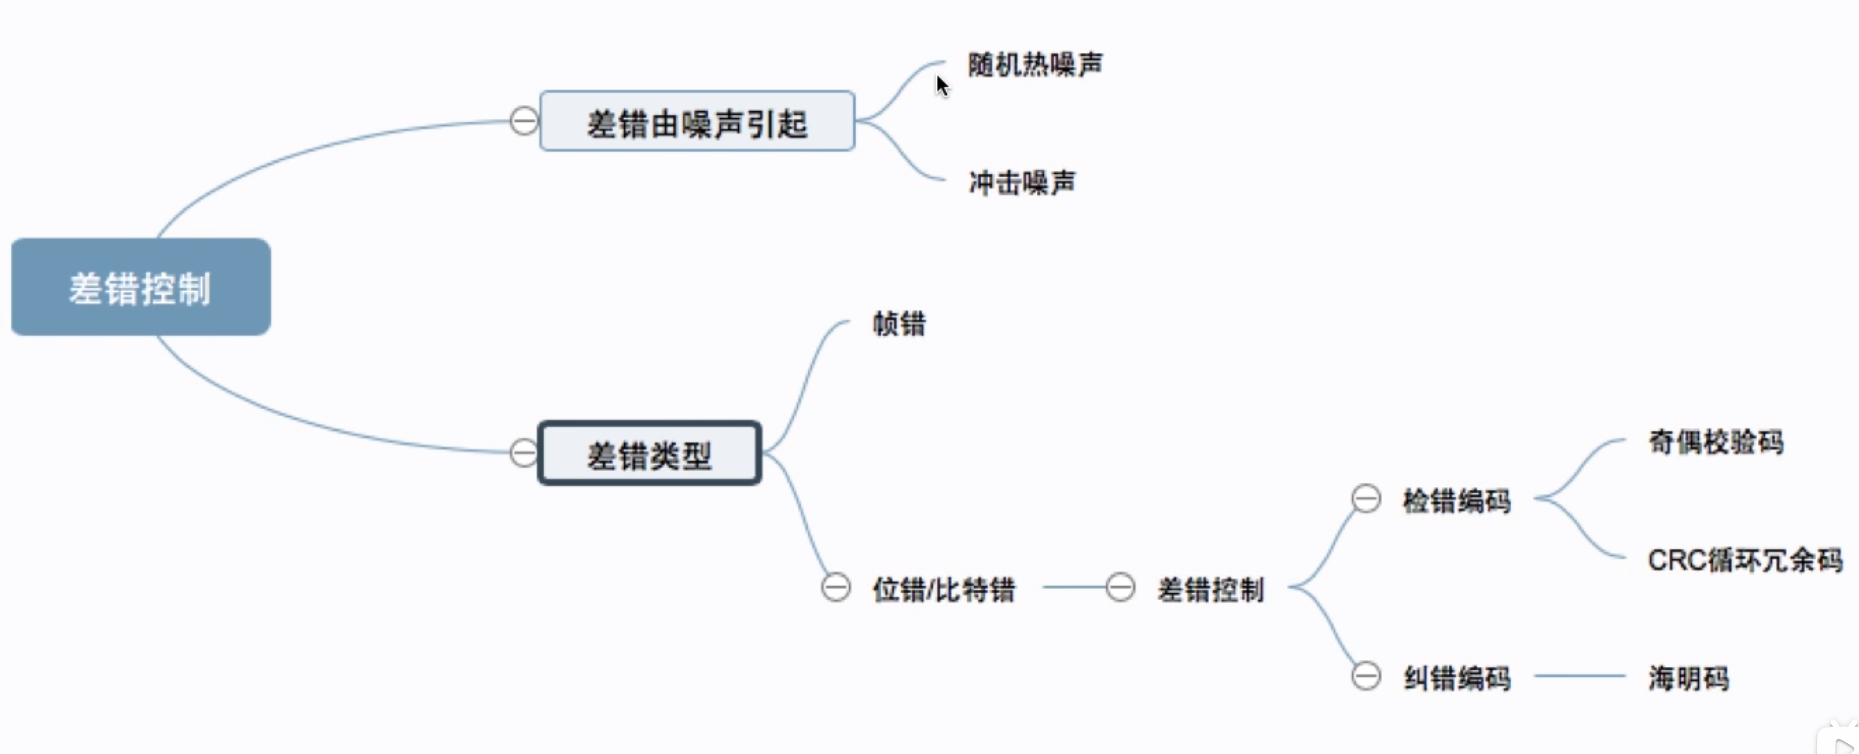 随机热噪声
差错由噪声引起
冲击噪声
差错控制
帧错
差错类型
奇偶校验码
检错编码
CRC循环冗余码
位错/比特错
差错控制
纠错编码
海明码